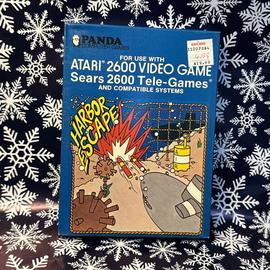 PANDA
FOR USE WITH
ATARI® 2600 VIDEO GAME
Sears 2600 Tele-Games®
AND COMPATIBLE SYSTEMS
HARBOR
ESCAPE